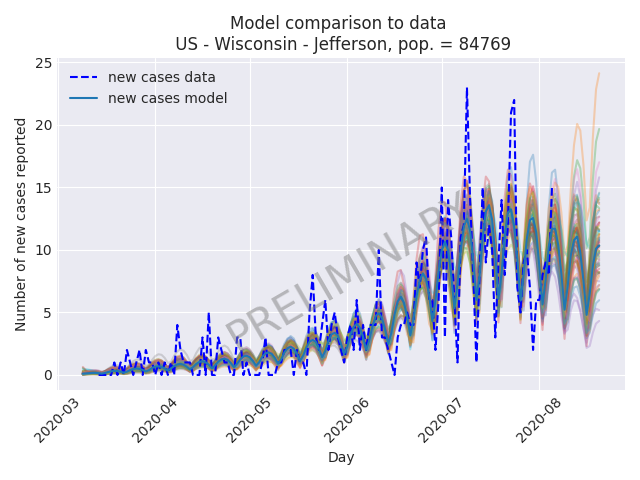 Model comparison to data
US - Wisconsin - Jefferson, pop. = 84769
25
20
15
10
5
0
Number of new cases reported
new cases data
new cases model
PRELIMINARY
2020-03
2020-04
2020-05
2020-06
2020-07
2020-08
Day